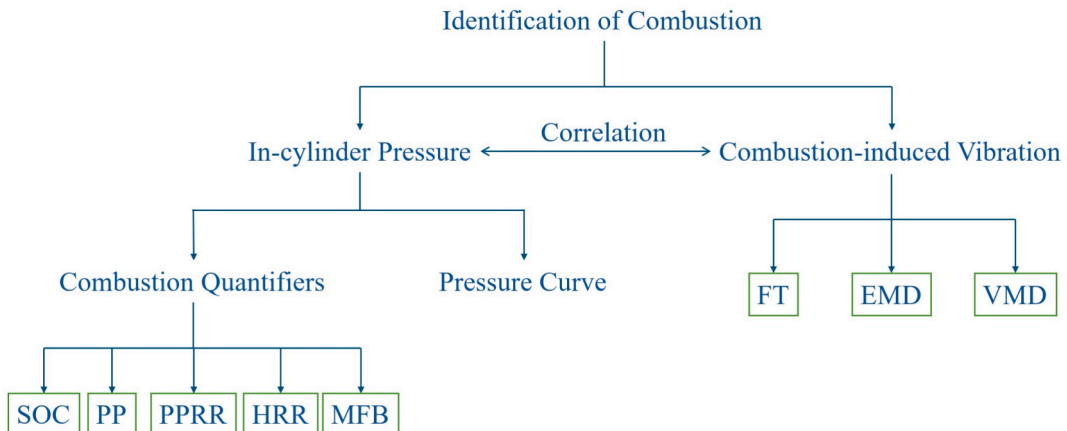 Identification of Combustion
Correlation
In-cylinder Pressure
Combustion-induced Vibration
Combustion Quantifiers
Pressure Curve
FT
EMD
VMD
SOC
PP
PPRR
HRR
MFB